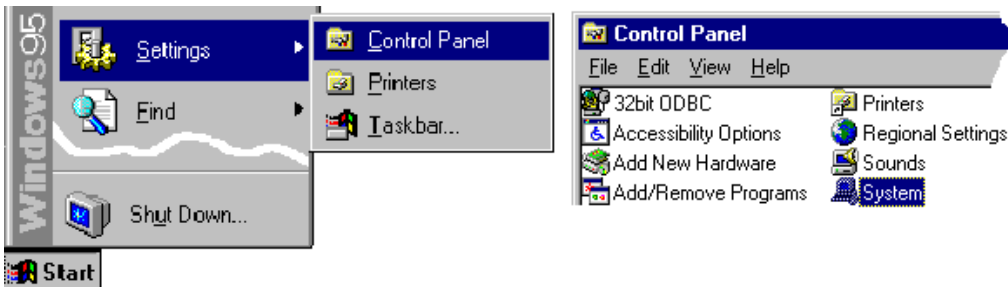 Windows95
Settings
Find
Shut Down...
Start
Control Panel
Printers
Taskbar...
Control Panel
File Edit View Help
32bit ODBC
Accessibility Options
Add New Hardware
Add/Remove Programs
Printers
Regional Settings
Sounds
System